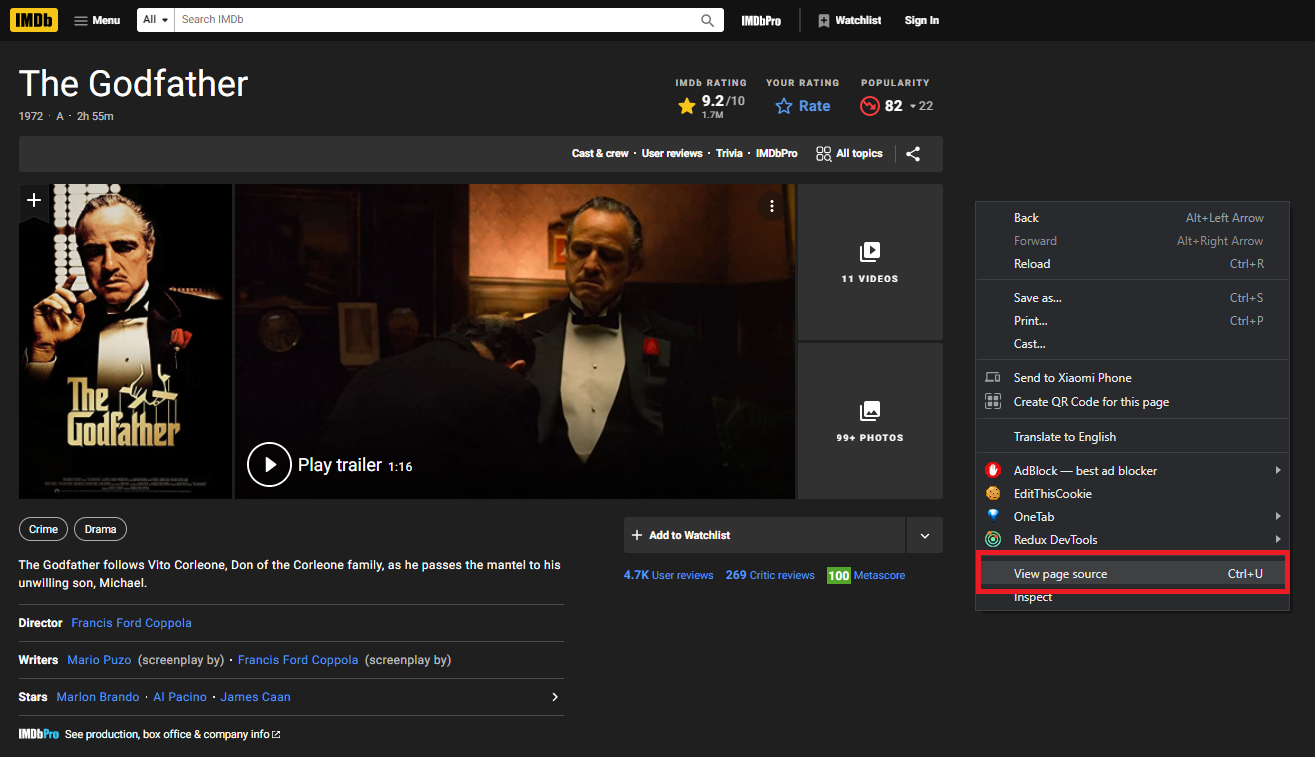 IMDb Menu All Search IMDb IMDbPro Watchlist Sign In
The Godfather
1972 · A · 2h 55m
IMDb RATING YOUR RATING POPULARITY
9.2/10 Rate 82 22
1.7M
Cast & crew · User reviews · Trivia · IMDbPro All topics
The
Godfather
Play trailer 1:16
11 VIDEOS
99+ PHOTOS
Crime Drama
The Godfather follows Vito Corleone, Don of the Corleone family, as he passes the mantel to his
unwilling son, Michael.
Director Francis Ford Coppola
Writers Mario Puzo (screenplay by) · Francis Ford Coppola (screenplay by)
Stars Marlon Brando · Al Pacino · James Caan
IMDbPro See production, box office & company info
+ Add to Watchlist
4.7K User reviews 269 Critic reviews 100 Metascore
Back Alt+Left Arrow
Forward Alt+Right Arrow
Reload Ctrl+R
Save as... Ctrl+S
Print... Ctrl+P
Cast...
Send to Xiaomi Phone
Create QR Code for this page
Translate to English
AdBlock — best ad blocker
EditThisCookie
OneTab
Redux DevTools
View page source Ctrl+U
Inspect